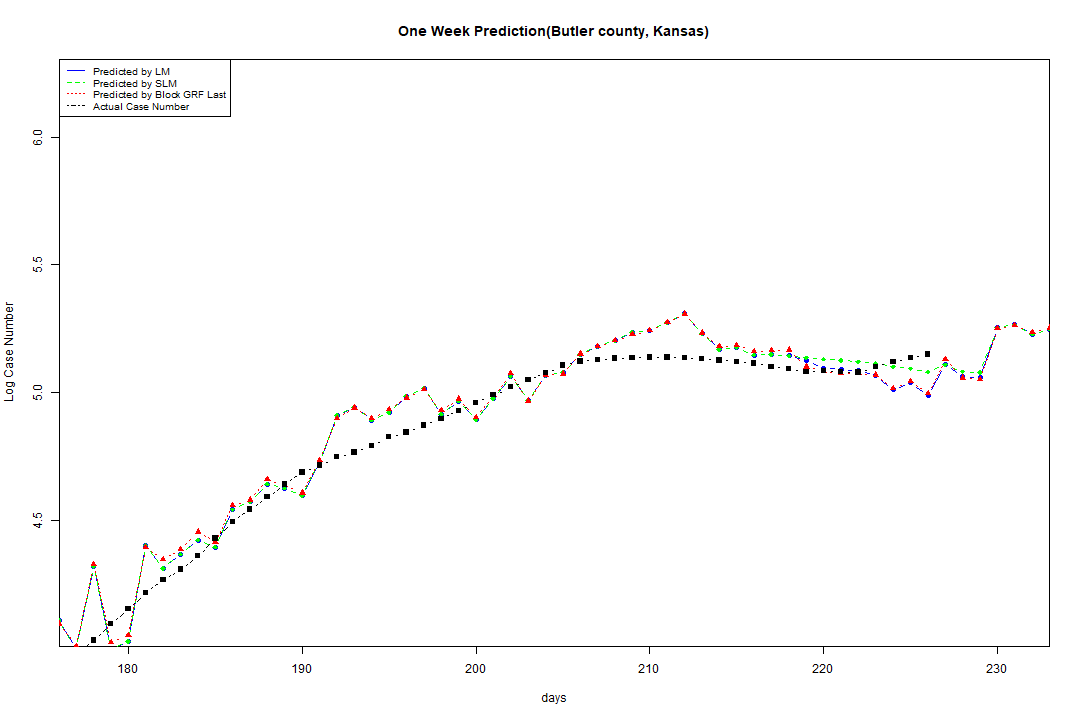 One Week Prediction(Butler county, Kansas)
Predicted by LM
Predicted by SLM
Predicted by Block GRF Last
Actual Case Number
6.0
5.5
5.0
4.5
Log Case Number
180 190 200 210 220 230
days